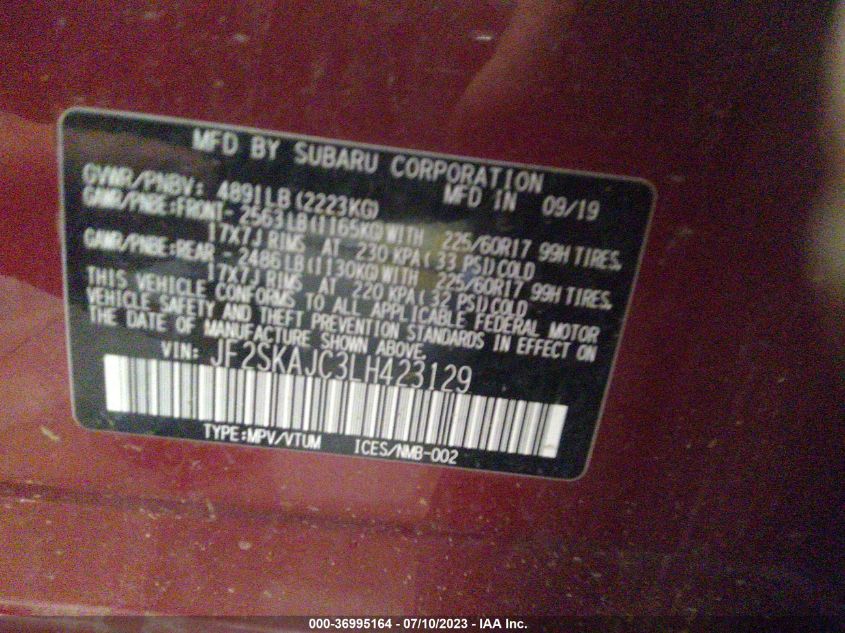 MFD BY SUBARU CORPORATION
GVWR/PNBV: 4891LB (2223KG) MFD IN 09/19
GAWR/PNBE:FRONT- 2563LB(1165KG)WITH 225/60R17 99H TIRES,
17X7J RIMS AT 230 KPA( 33 PSI)COLD
GAWR/PNBE:REAR - 2486LB(1130KG)WITH 225/60R17 99H TIRES,
17X7J RIMS AT 220 KPA( 32 PSI)COLD
THIS VEHICLE CONFORMS TO ALL APPLICABLE FEDERAL MOTOR
VEHICLE SAFETY AND THEFT PREVENTION STANDARDS IN EFFECT ON
THE DATE OF MANUFACTURE SHOWN ABOVE.
VIN: JF2SKAJC3LH423129
TYPE:MPV/VTUM ICES/NMB-002
000-36995164 - 07/10/2023 - IAA Inc.